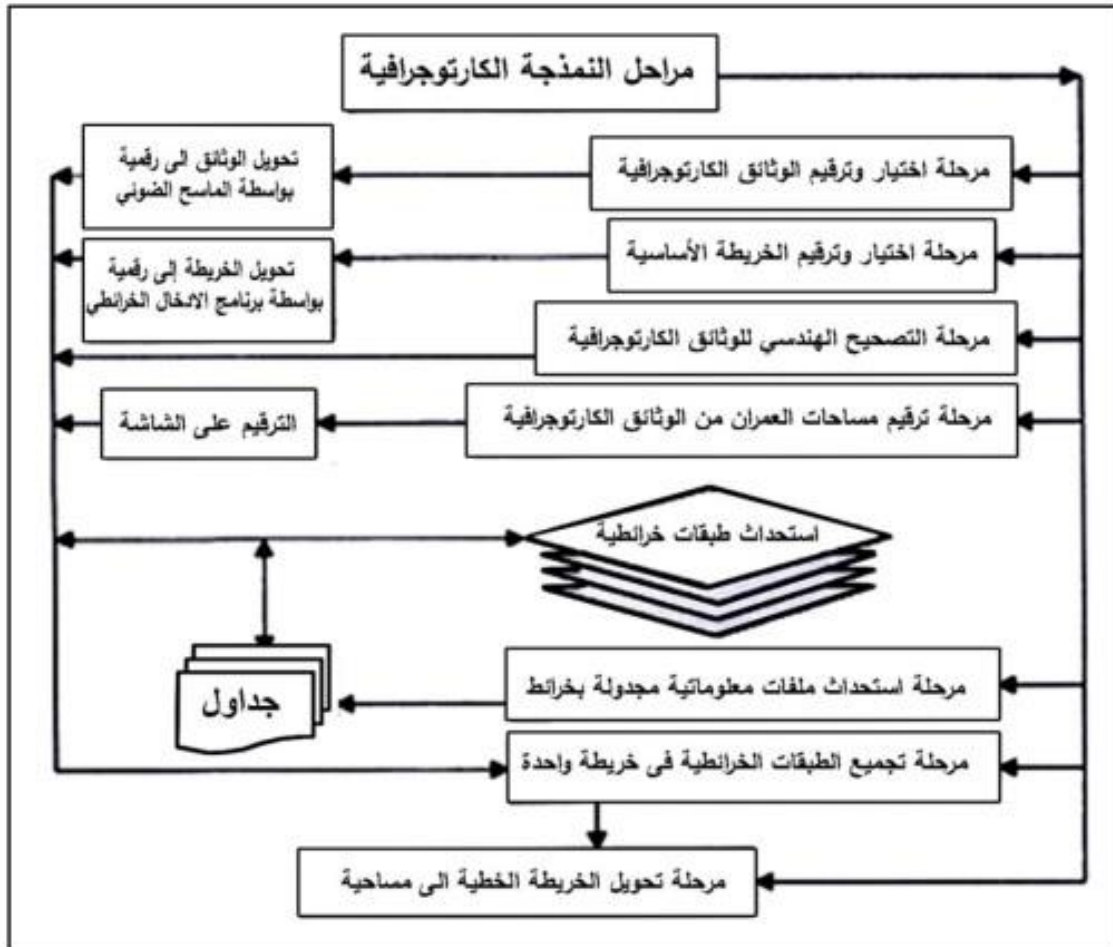 مراحل النمذجة الكارتوجرافية
مرحلة اختيار وترقيم الوثائق الكارتوجرافية
تحويل الوثائق الى رقمية
بواسطة الماسح الضوئي
مرحلة اختيار وترقيم الخريطة الأساسية
تحويل الخريطة إلى رقمية
بواسطة برنامج الادخال الخرائطي
مرحلة التصحيح الهندسي للوثائق الكارتوجرافية
مرحلة ترقيم مساحات العمران من الوثائق الكارتوجرافية
الترقيم على الشاشة
استحداث طبقات خرائطية
مرحلة استحداث ملفات معلوماتية مجدولة بخرائط
جداول
مرحلة تجميع الطبقات الخرائطية فى خريطة واحدة
مرحلة تحويل الخريطة الخطية الى مساحية